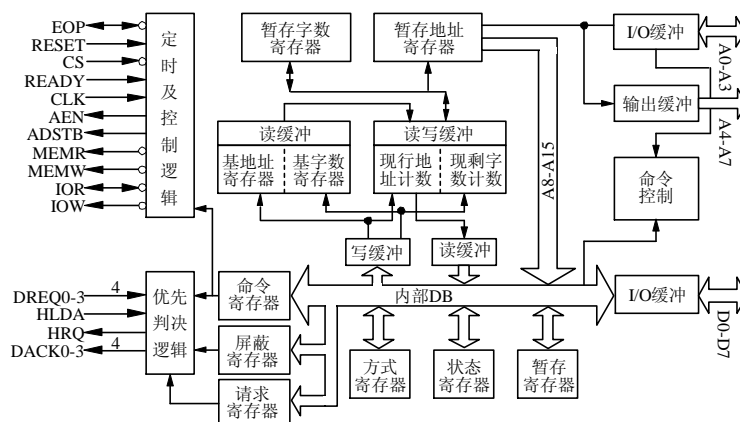 EOP
RESET
CS
READY
CLK
AEN
ADSTB
MEMR
MEMW
IOR
IOW
定时及控制逻辑
暂存字数
寄存器
暂存地址
寄存器
I/O缓冲
A0-A3
输出缓冲
A4-A7
读缓冲
基地址
寄存器
基字数
寄存器
读写缓冲
现行地
址计数
现剩字
数计数
A8-A15
命令
控制
写缓冲
读缓冲
DREQ0-3
4
HLDA
HRQ
DACK0-3
4
优先
判决
逻辑
命令
寄存器
内部DB
I/O缓冲
D0-D7
屏蔽
寄存器
请求
寄存器
方式
寄存器
状态
寄存器
暂存
寄存器